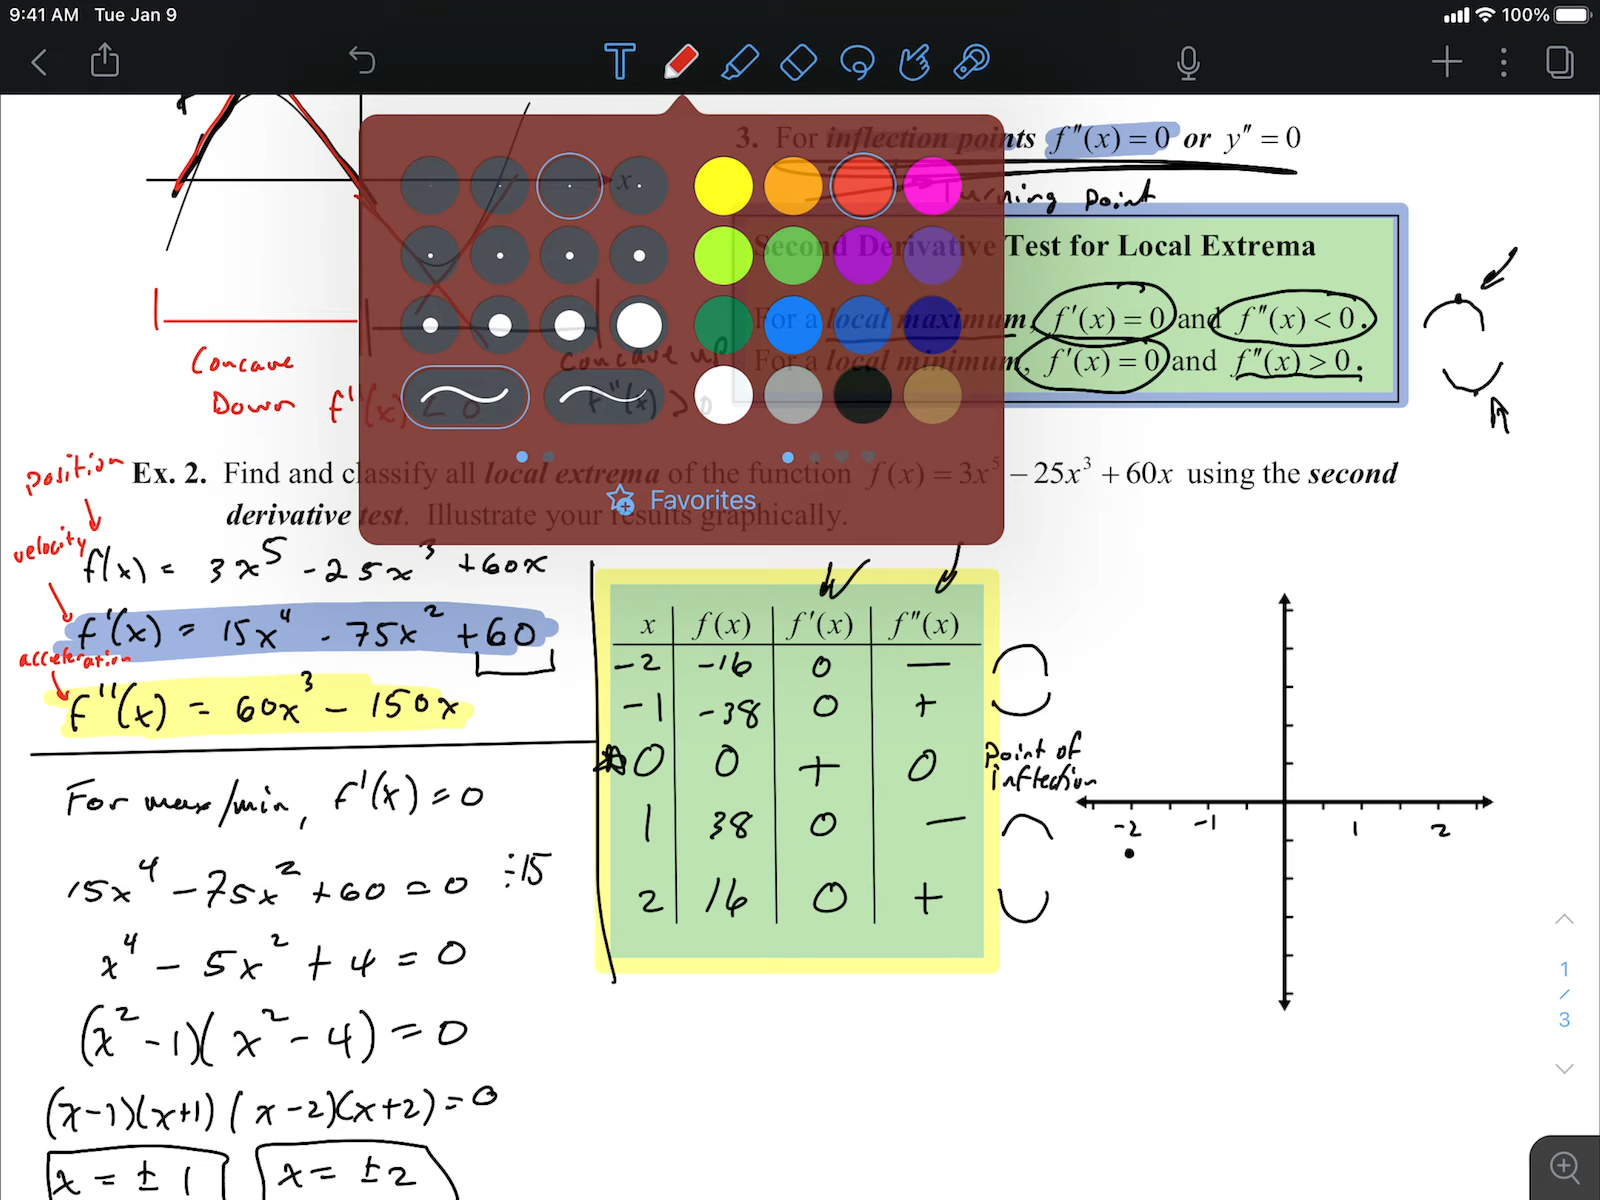 9:41 AM Tue Jan 9
100%
3. For inflection points f″(x) = 0 or y″ = 0
Turning Point
x
Second Derivative Test for Local Extrema
For a local maximum, f′(x) = 0 and f″(x) < 0.
For a local minimum, f′(x) = 0 and f″(x) > 0.
Concave
Down f''(x) < 0
Concave up
f''(x) > 0
Favorites
Ex. 2. Find and classify all local extrema of the function f(x) = 3x⁵ − 25x³ + 60x using the second
derivative test. Illustrate your results graphically.
position
velocity
acceleration
f(x) = 3x⁵ - 25x³ + 60x
f'(x) = 15x⁴ - 75x² + 60
f''(x) = 60x³ - 150x
For max/min, f'(x) = 0
15x⁴ - 75x² + 60 = 0 ÷15
x⁴ - 5x² + 4 = 0
(x² - 1)(x² - 4) = 0
(x-1)(x+1)(x-2)(x+2) = 0
x = ± 1 x = ± 2
x f(x) f′(x) f″(x)
-2 -16 0 —
-1 -38 0 +
0 0 + 0
Point of
inflection
1 38 0 —
2 16 0 +
-2 -1 1 2
1
/
3